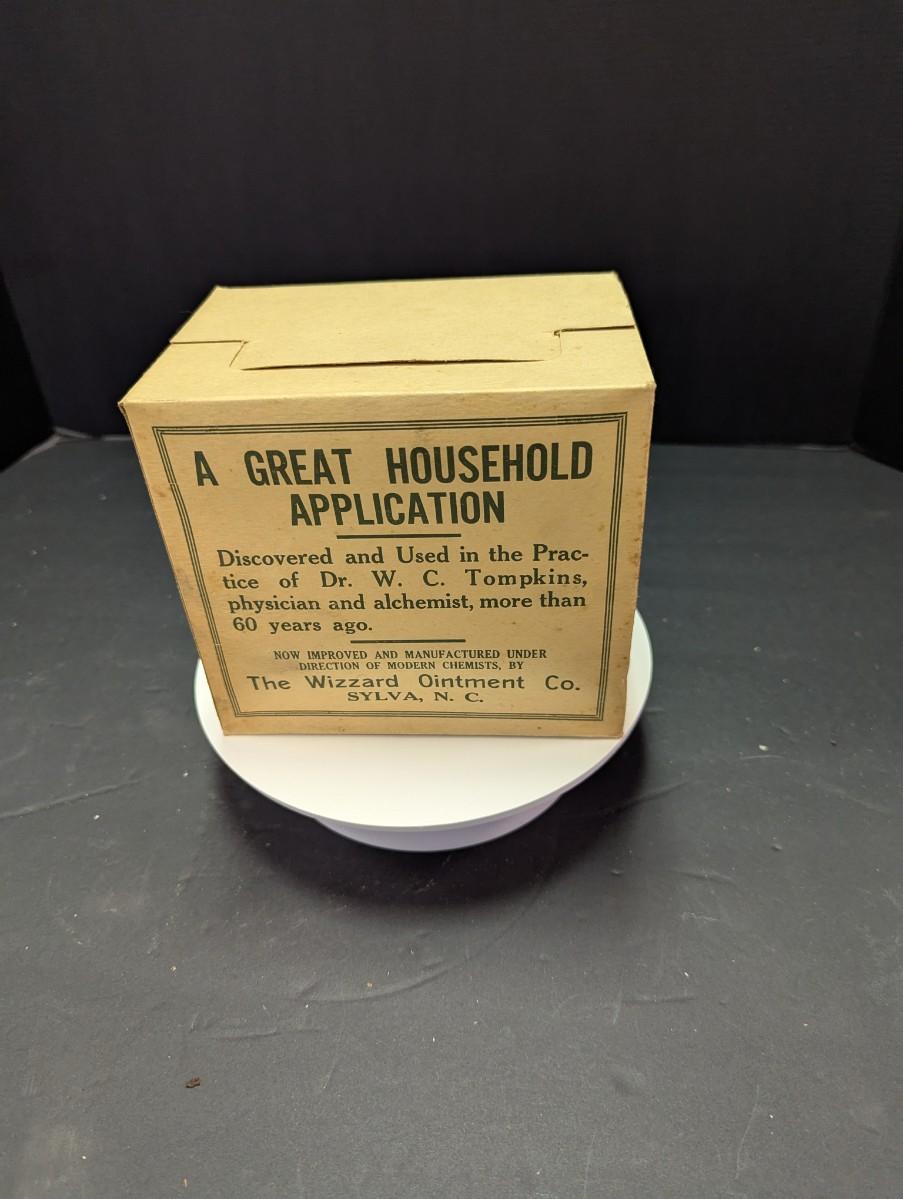 A GREAT HOUSEHOLD
APPLICATION
Discovered and Used in the Prac-
tice of Dr. W. C. Tompkins,
physician and alchemist, more than
60 years ago.
NOW IMPROVED AND MANUFACTURED UNDER
DIRECTION OF MODERN CHEMISTS, BY
The Wizzard Ointment Co.
SYLVA, N. C.